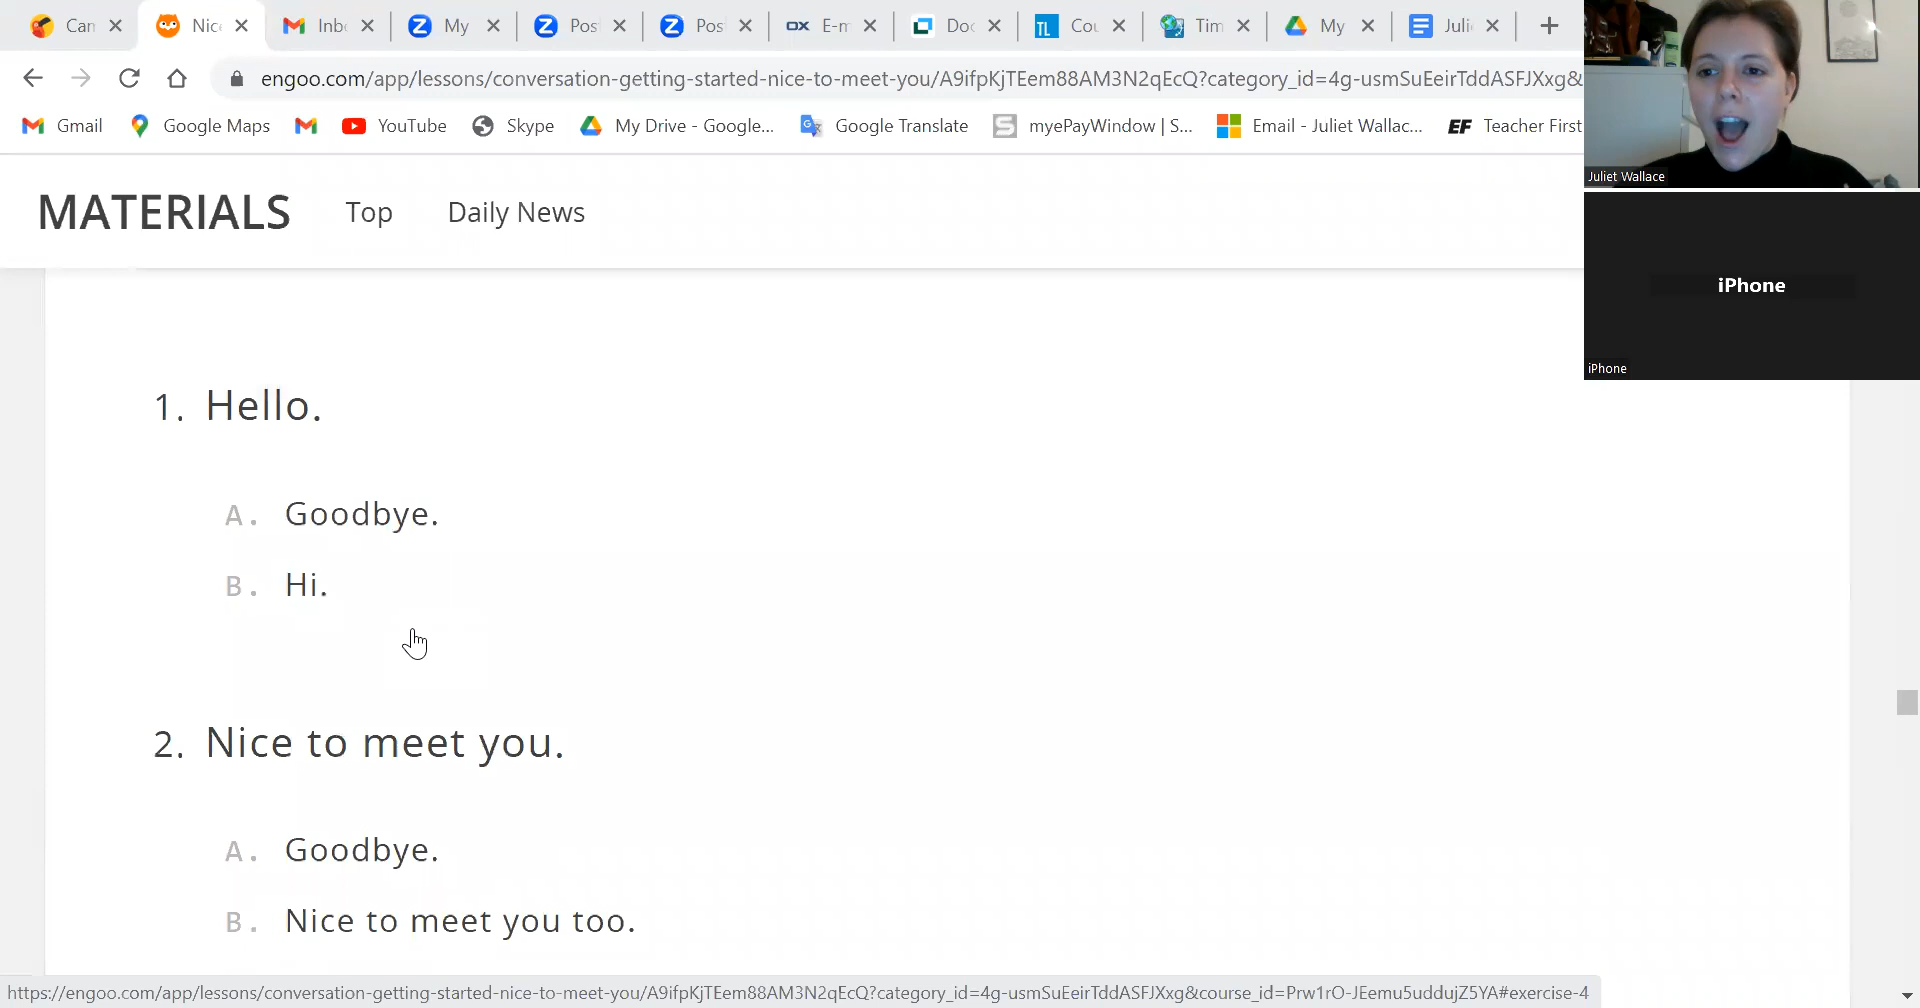 Can
Nice
Inbo
My
Pos
Pos
E-m
Doc
Cou
Tim
My
Juli
engoo.com/app/lessons/conversation-getting-started-nice-to-meet-you/A9ifpKjTEem88AM3N2qEcQ?category_id=4g-usmSuEeirTddASFJXxg&
Gmail
Google Maps
YouTube
Skype
My Drive - Google...
Google Translate
myePayWindow | S...
Email - Juliet Wallac...
EF Teacher First
Juliet Wallace
MATERIALS
Top
Daily News
iPhone
iPhone
1. Hello.
A. Goodbye.
B. Hi.
2. Nice to meet you.
A. Goodbye.
B. Nice to meet you too.
https://engoo.com/app/lessons/conversation-getting-started-nice-to-meet-you/A9ifpKjTEem88AM3N2qEcQ?category_id=4g-usmSuEeirTddASFJXxg&course_id=Prw1rO-JEemu5uddujZ5YA#exercise-4